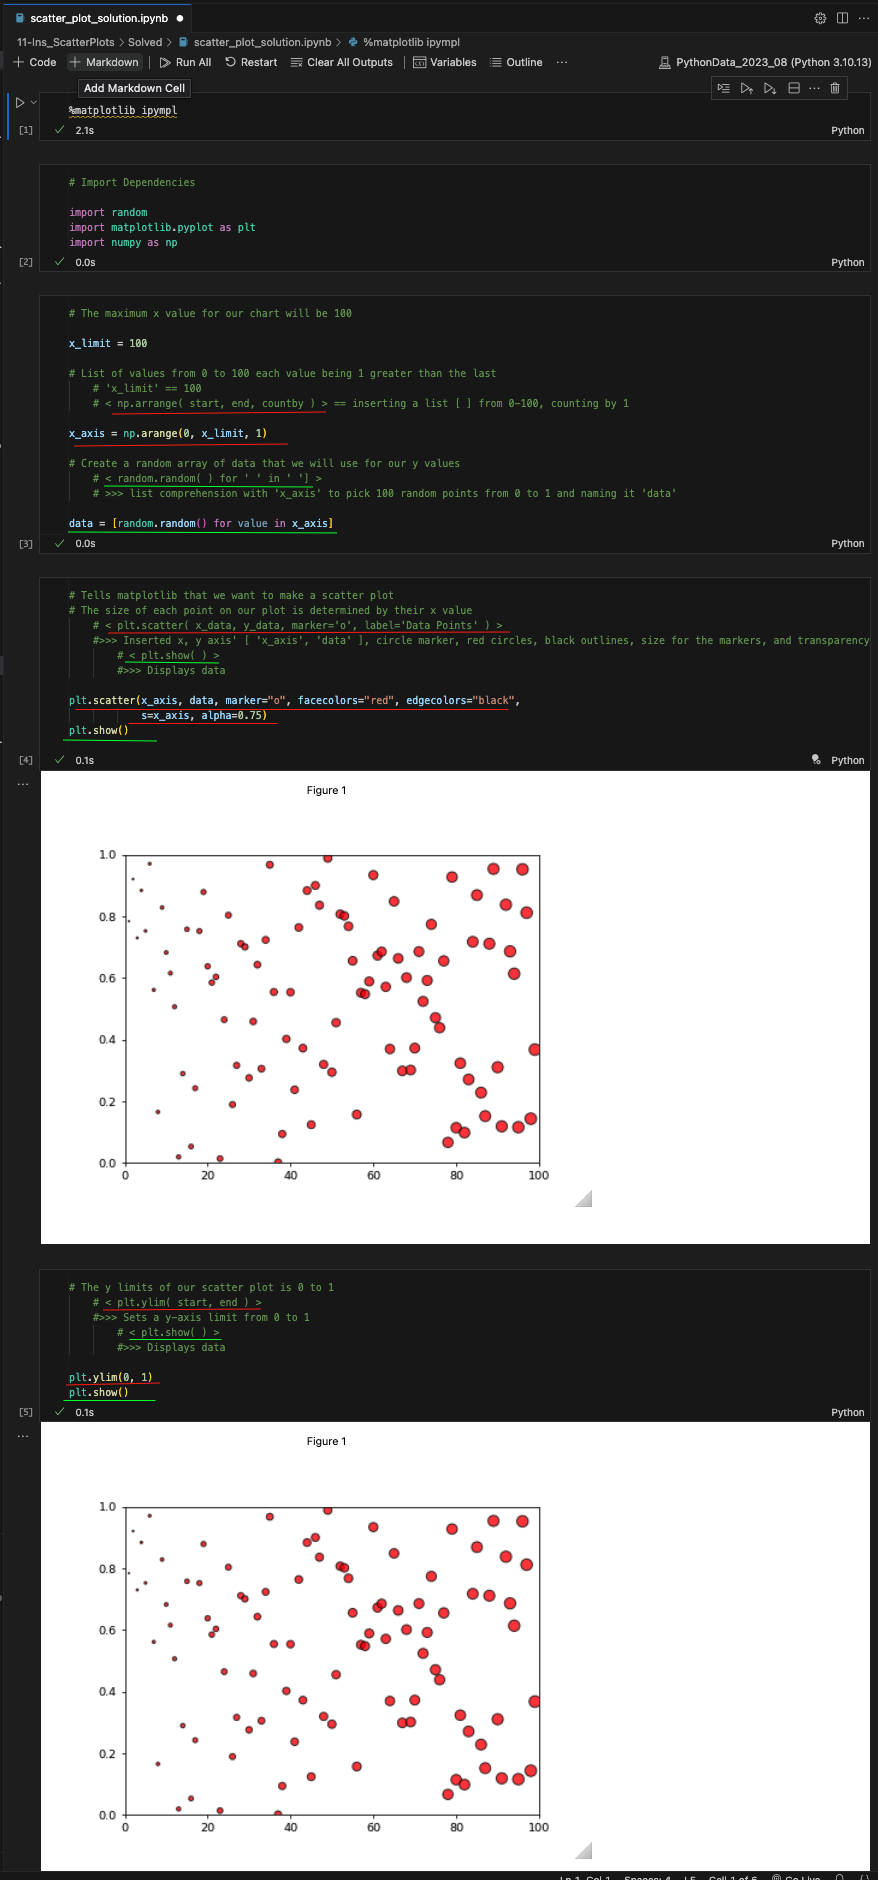 scatter_plot_solution.ipynb ●
11-Ins_ScatterPlots > Solved > scatter_plot_solution.ipynb > %matplotlib ipympl
+ Code + Markdown | Run All Restart Clear All Outputs | Variables Outline ... PythonData_2023_08 (Python 3.10.13)
Add Markdown Cell
%matplotlib ipympl
[1] ✓ 2.1s Python
# Import Dependencies
import random
import matplotlib.pyplot as plt
import numpy as np
[2] ✓ 0.0s Python
# The maximum x value for our chart will be 100
x_limit = 100
# List of values from 0 to 100 each value being 1 greater than the last
# 'x_limit' == 100
# < np.arrange( start, end, countby ) > == inserting a list [ ] from 0-100, counting by 1
x_axis = np.arange(0, x_limit, 1)
# Create a random array of data that we will use for our y values
# < random.random( ) for ' ' in ' '] >
# >>> list comprehension with 'x_axis' to pick 100 random points from 0 to 1 and naming it 'data'
data = [random.random() for value in x_axis]
[3] ✓ 0.0s Python
# Tells matplotlib that we want to make a scatter plot
# The size of each point on our plot is determined by their x value
# < plt.scatter( x_data, y_data, marker='o', label='Data Points' ) >
#>>> Inserted x, y axis' [ 'x_axis', 'data' ], circle marker, red circles, black outlines, size for the markers, and transparency
# < plt.show( ) >
#>>> Displays data
plt.scatter(x_axis, data, marker="o", facecolors="red", edgecolors="black",
s=x_axis, alpha=0.75)
plt.show()
[4] ✓ 0.1s Python
...
Figure 1
1.0
0.8
0.6
0.4
0.2
0.0
0 20 40 60 80 100
# The y limits of our scatter plot is 0 to 1
# < plt.ylim( start, end ) >
#>>> Sets a y-axis limit from 0 to 1
# < plt.show( ) >
#>>> Displays data
plt.ylim(0, 1)
plt.show()
[5] ✓ 0.1s Python
...
Figure 1
1.0
0.8
0.6
0.4
0.2
0.0
0 20 40 60 80 100
Ln 1, Col 1 Spaces: 4 LF Cell 1 of 6 Go Live